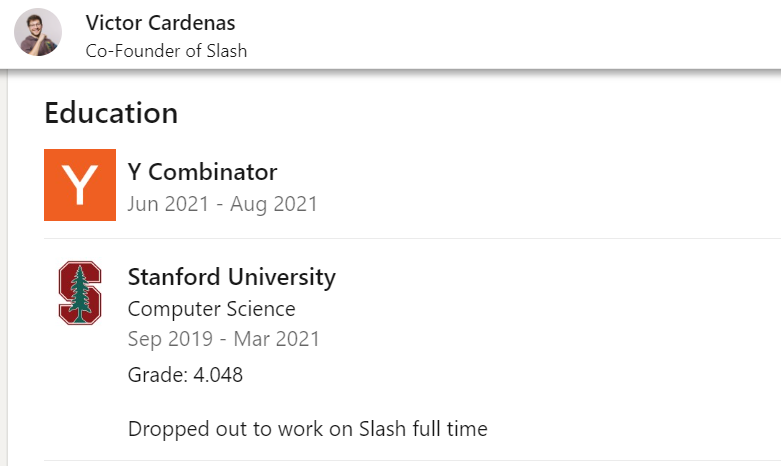 Victor Cardenas
Co-Founder of Slash
Education
Y
Y Combinator
Jun 2021 - Aug 2021
S
Stanford University
Computer Science
Sep 2019 - Mar 2021
Grade: 4.048
Dropped out to work on Slash full time